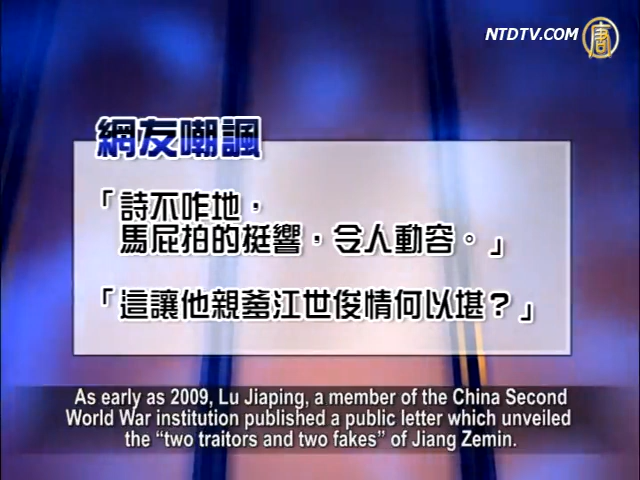 NTDTV.COM
唐
網友嘲諷
「詩不咋地，
馬屁拍的挺響，令人動容。」
「這讓他親爹江世俊情何以堪？」
As early as 2009, Lu Jiaping, a member of the China Second
World War institution published a public letter which unveiled
the “two traitors and two fakes” of Jiang Zemin.